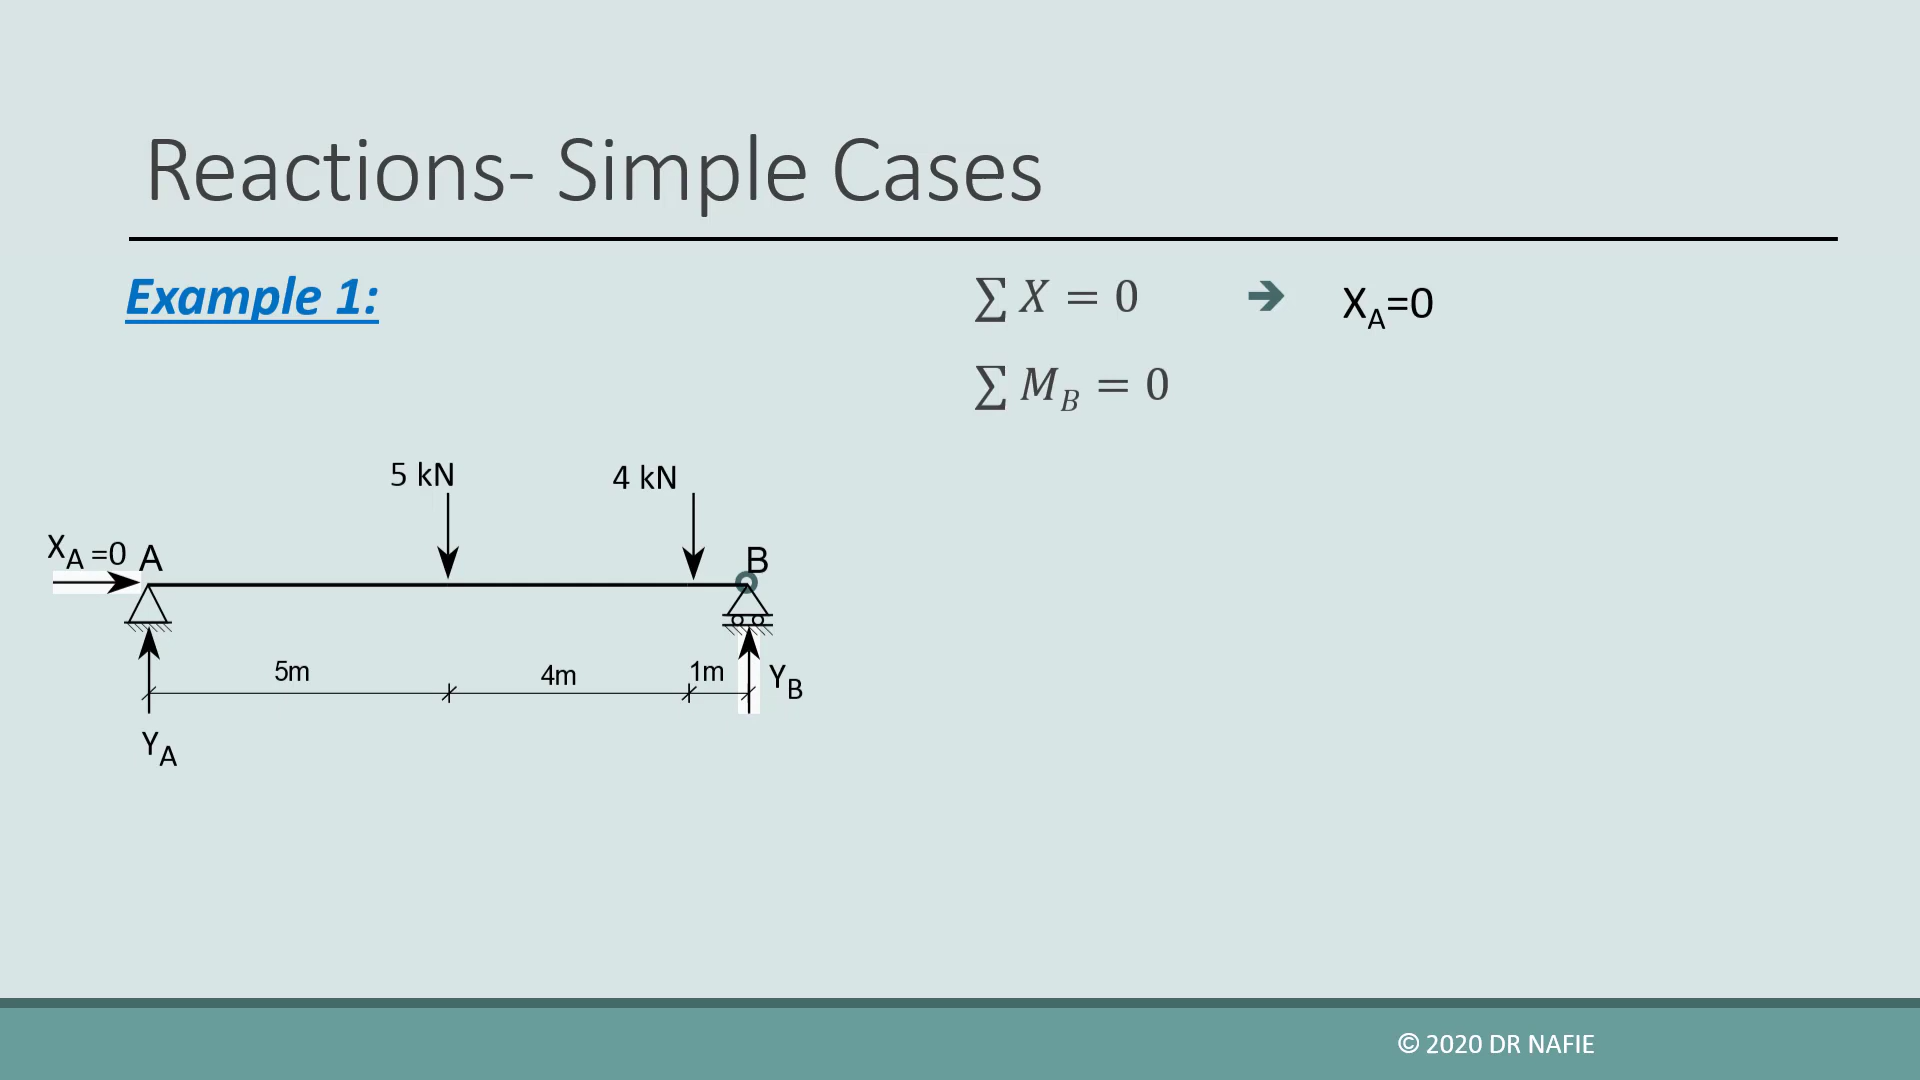 Reactions- Simple Cases
Example 1:
∑ X = 0 ➔ X_A=0
∑ M_B = 0
5 kN 4 kN
X_A =0 A B
5m 4m 1m Y_B
Y_A
© 2020 DR NAFIE